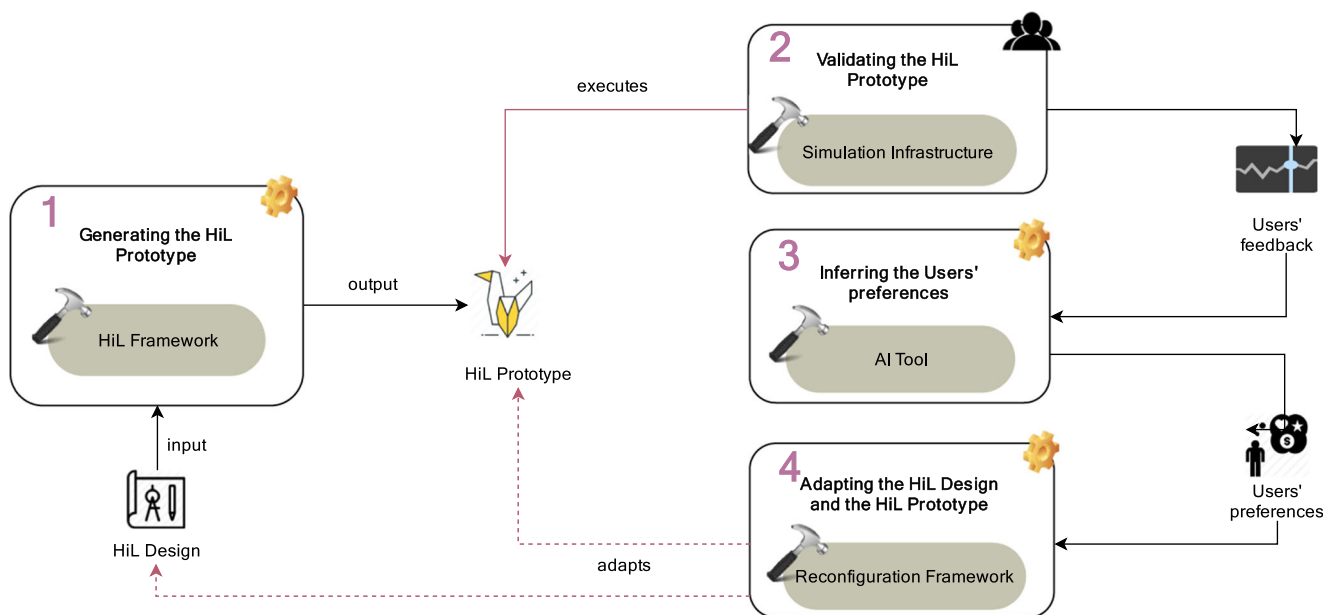 1
Generating the HiL
Prototype
HiL Framework
input
HiL Design
output
HiL Prototype
executes
2
Validating the HiL
Prototype
Simulation Infrastructure
Users'
feedback
3
Inferring the Users'
preferences
AI Tool
$
Users'
preferences
4
Adapting the HiL Design
and the HiL Prototype
Reconfiguration Framework
adapts